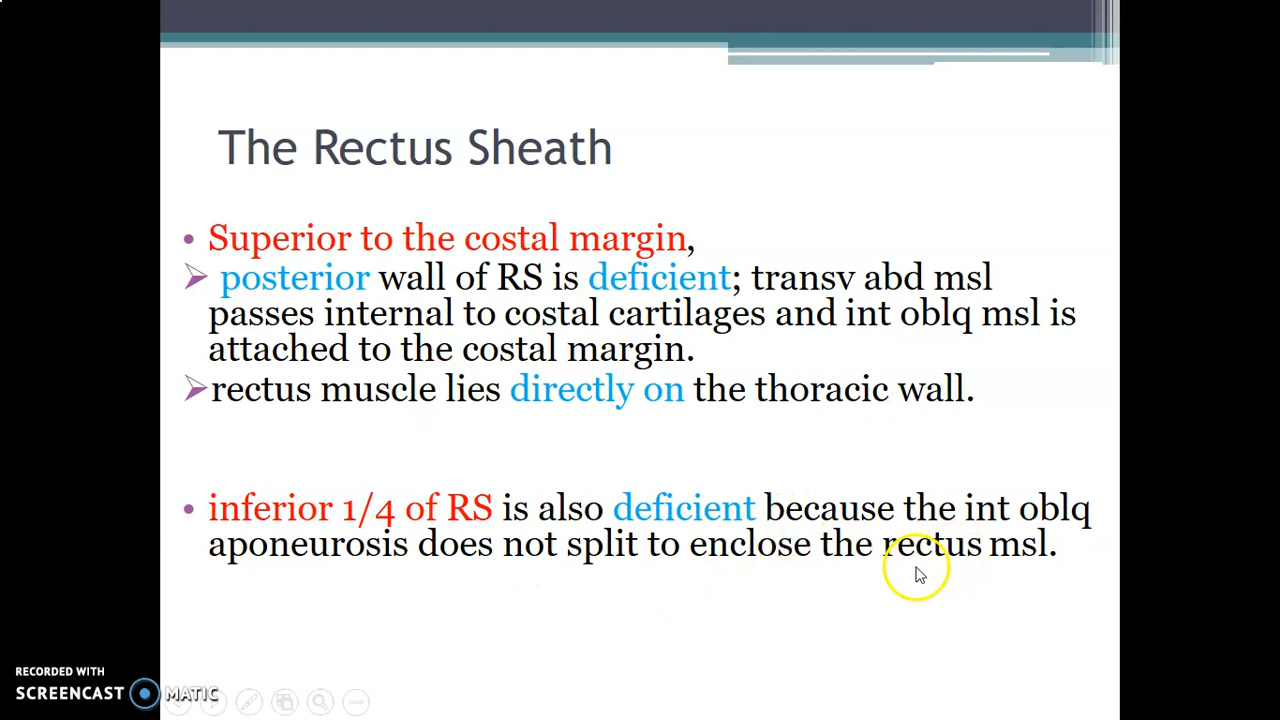 The Rectus Sheath
• Superior to the costal margin,
➢ posterior wall of RS is deficient; transv abd msl
passes internal to costal cartilages and int oblq msl is
attached to the costal margin.
➢rectus muscle lies directly on the thoracic wall.
• inferior 1/4 of RS is also deficient because the int oblq
aponeurosis does not split to enclose the rectus msl.
RECORDED WITH
SCREENCAST MATIC